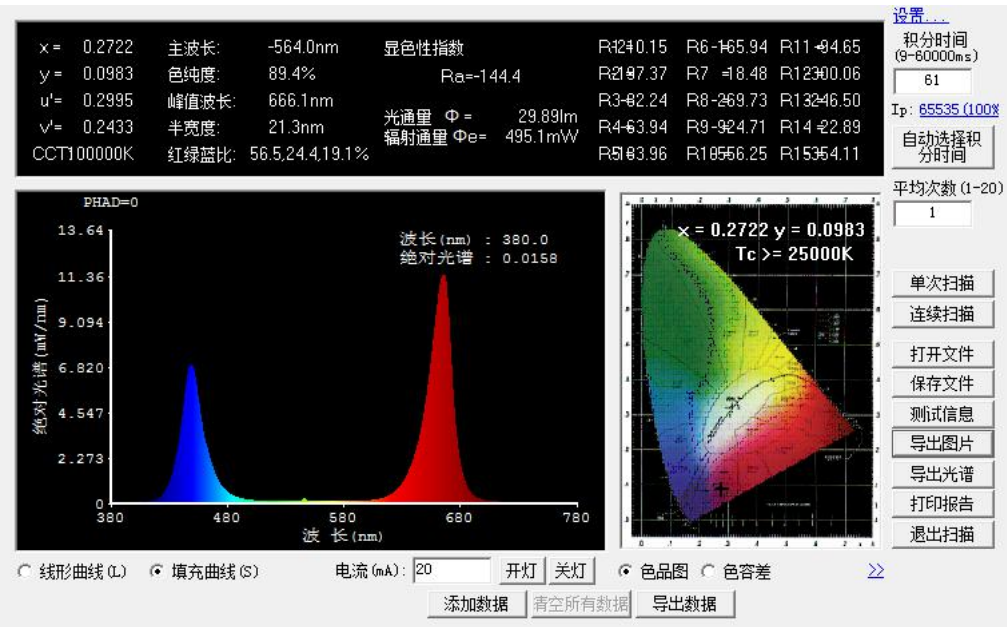 x = 0.2722 主波长: -564.0nm 显色性指数
y = 0.0983 色纯度: 89.4% Ra=-144.4
u'= 0.2995 峰值波长: 666.1nm 光通量 Φ = 29.89lm
v'= 0.2433 半宽度: 21.3nm 辐射通量 Φe= 495.1mW
CCT100000K 红绿蓝比: 56.5,24.4,19.1%
设置...
积分时间
(9-60000ms)
61
Ip: 65535 (100%
自动选择积
分时间
平均次数(1-20)
1
PHAD=0
13.64
11.36
9.094
6.820
4.547
2.273
0
绝对光谱(mW/nm)
波长(nm) : 380.0
绝对光谱 : 0.0158
380 480 580 680 780
波 长(nm)
x = 0.2722 y = 0.0983
Tc >= 25000K
单次扫描
连续扫描
打开文件
保存文件
测试信息
导出图片
导出光谱
打印报告
退出扫描
线形曲线(L) 填充曲线(S) 电流(mA): 20 开灯 关灯 色品图 色容差 >>
添加数据 清空所有数据 导出数据